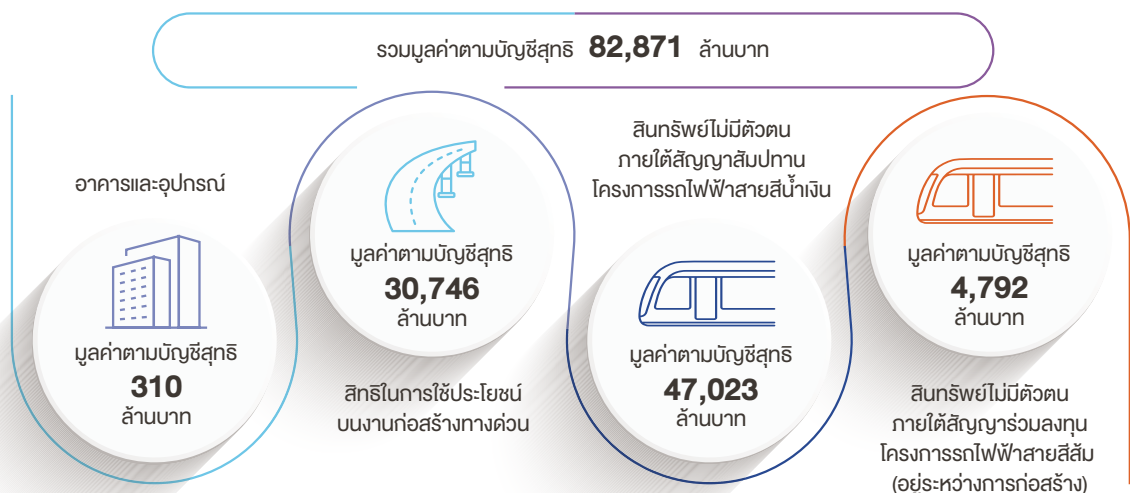 รวมมูลค่าตามบัญชีสุทธิ 82,871 ล้านบาท
อาคารและอุปกรณ์
มูลค่าตามบัญชีสุทธิ
310
ล้านบาท
มูลค่าตามบัญชีสุทธิ
30,746
ล้านบาท
สิทธิในการใช้ประโยชน์
บนงานก่อสร้างทางด่วน
สินทรัพย์ไม่มีตัวตน
ภายใต้สัญญาสัมปทาน
โครงการรถไฟฟ้าสายสีน้ำเงิน
มูลค่าตามบัญชีสุทธิ
47,023
ล้านบาท
มูลค่าตามบัญชีสุทธิ
4,792
ล้านบาท
สินทรัพย์ไม่มีตัวตน
ภายใต้สัญญาร่วมลงทุน
โครงการรถไฟฟ้าสายสีส้ม
(อยู่ระหว่างการก่อสร้าง)